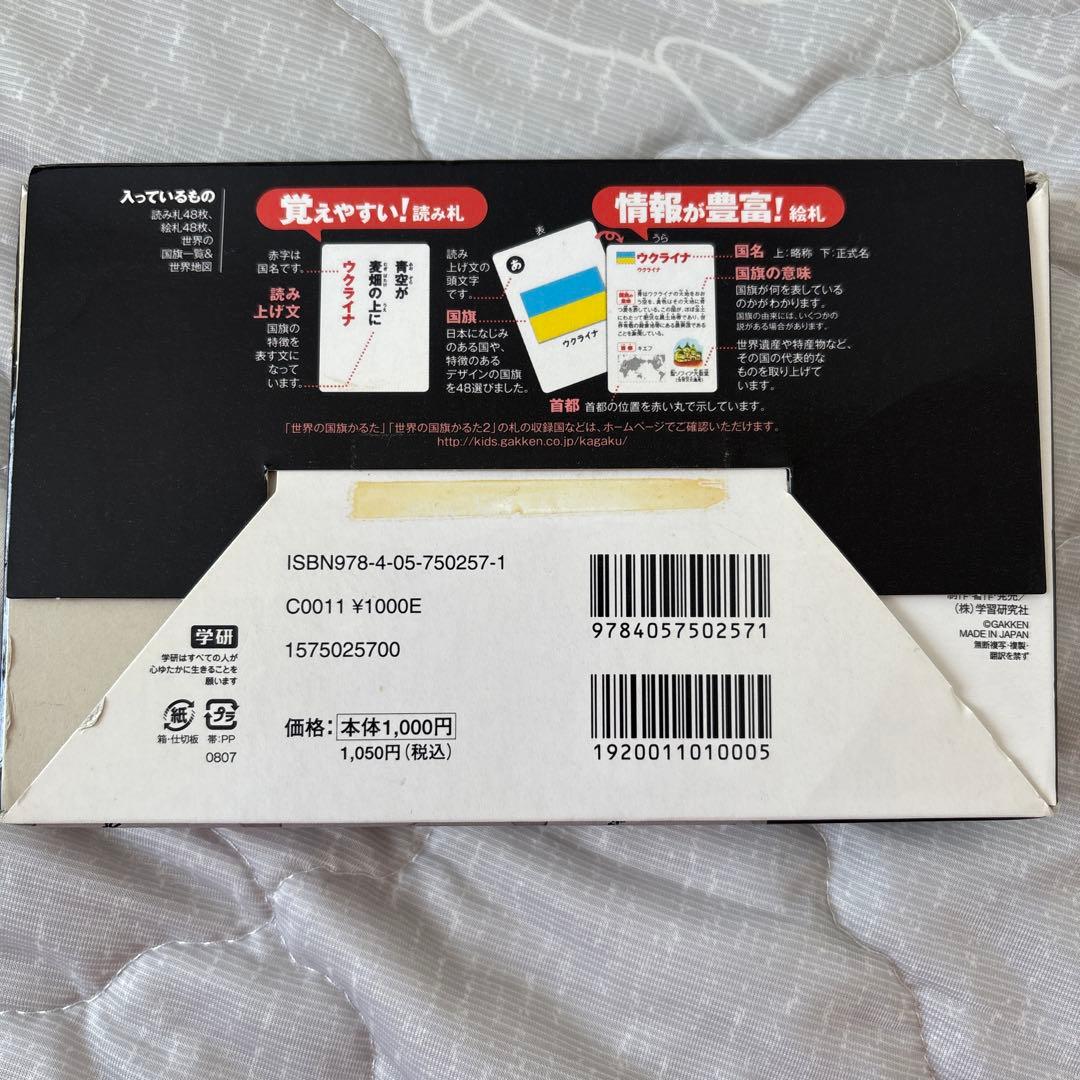 入っているもの
読み札48枚、
絵札48枚、
世界の
国旗一覧&
世界地図
覚えやすい!読み札
赤字は
国名です。
読み
上げ文
国旗の
特徴を
表す文に
なって
います。
青空が
あおぞら
麦畑の上に
むぎばたけ うえ
ウクライナ
情報が豊富!絵札
表
読み
上げ文の
頭文字
です。
国旗
日本になじみ
のある国や、
特徴のある
デザインの国旗
を48選びました。
あ
ウクライナ
うら
ウクライナ
ウクライナ
首都 キエフ
国名 上:略称 下:正式名
国旗の意味
国旗が何を表している
のかがわかります。
国旗の由来には、いくつかの
説がある場合があります。
世界遺産や特産物など、
その国の代表的な
ものを取り上げて
います。
首都 首都の位置を赤い丸で示しています。
「世界の国旗かるた」「世界の国旗かるた2」の札の収録国などは、ホームページでご確認いただけます。
http://kids.gakken.co.jp/kagaku/
ISBN978-4-05-750257-1
C0011 ¥1000E
1575025700
価格:本体1,000円
1,050円(税込)
9784057502571
1920011010005
学研
学研はすべての人が
心ゆたかに生きることを
願います
紙 プラ
箱・仕切板 帯:PP
0807
(株)学習研究社
©GAKKEN
MADE IN JAPAN
無断複写・複製・
翻訳を禁ず